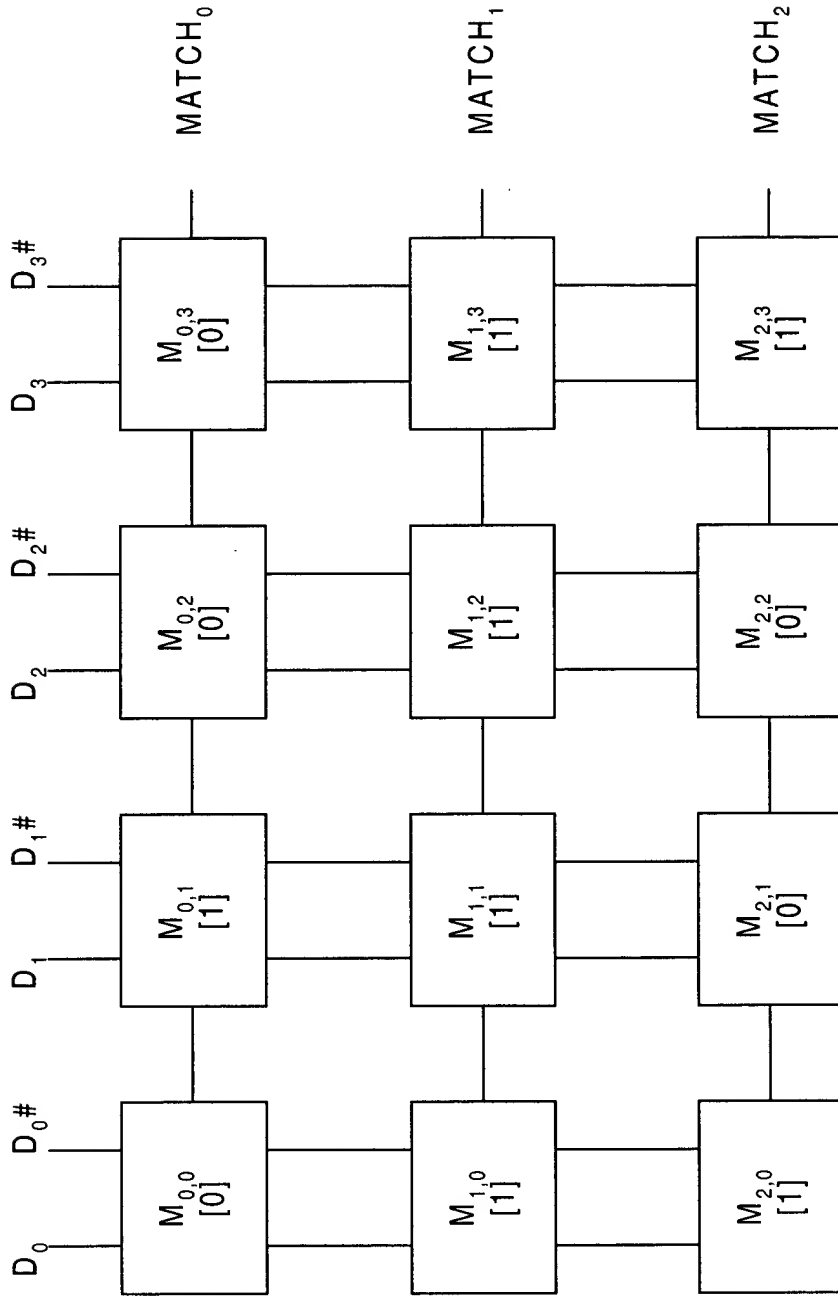 D₀ D₀# D₁ D₁# D₂ D₂# D₃ D₃#
M₀,₀ M₀,₁ M₀,₂ M₀,₃ MATCH₀
[0] [1] [0] [0]
M₁,₀ M₁,₁ M₁,₂ M₁,₃ MATCH₁
[1] [1] [1] [1]
M₂,₀ M₂,₁ M₂,₂ M₂,₃ MATCH₂
[1] [0] [0] [1]